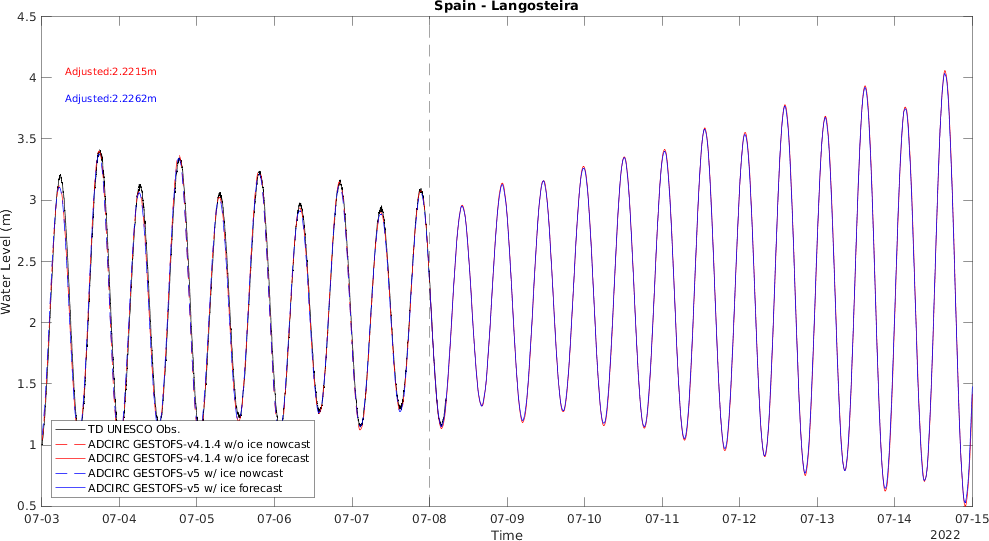 Spain - Langosteira
4.5
4
3.5
3
2.5
2
1.5
1
0.5
Water Level (m)
Adjusted:2.2215m
Adjusted:2.2262m
TD UNESCO Obs.
ADCIRC GESTOFS-v4.1.4 w/o ice nowcast
ADCIRC GESTOFS-v4.1.4 w/o ice forecast
ADCIRC GESTOFS-v5 w/ ice nowcast
ADCIRC GESTOFS-v5 w/ ice forecast
07-03 07-04 07-05 07-06 07-07 07-08 07-09 07-10 07-11 07-12 07-13 07-14 07-15
Time
2022